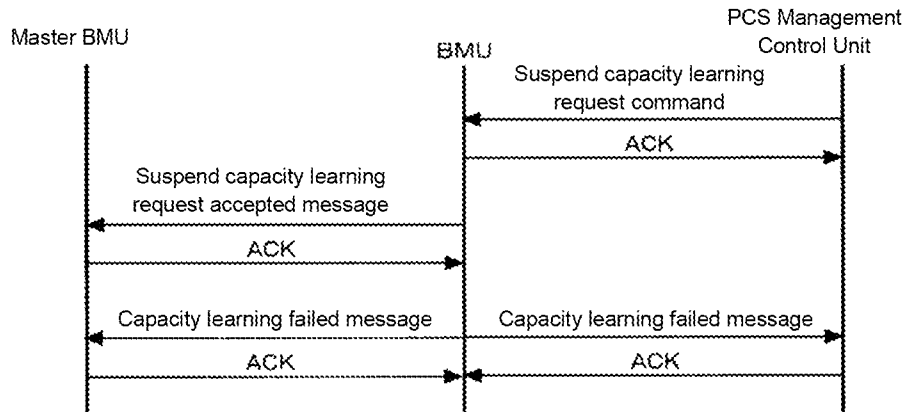 Master BMU
BMU
PCS Management
Control Unit
Suspend capacity learning
request command
ACK
Suspend capacity learning
request accepted message
ACK
Capacity learning failed message
Capacity learning failed message
ACK
ACK